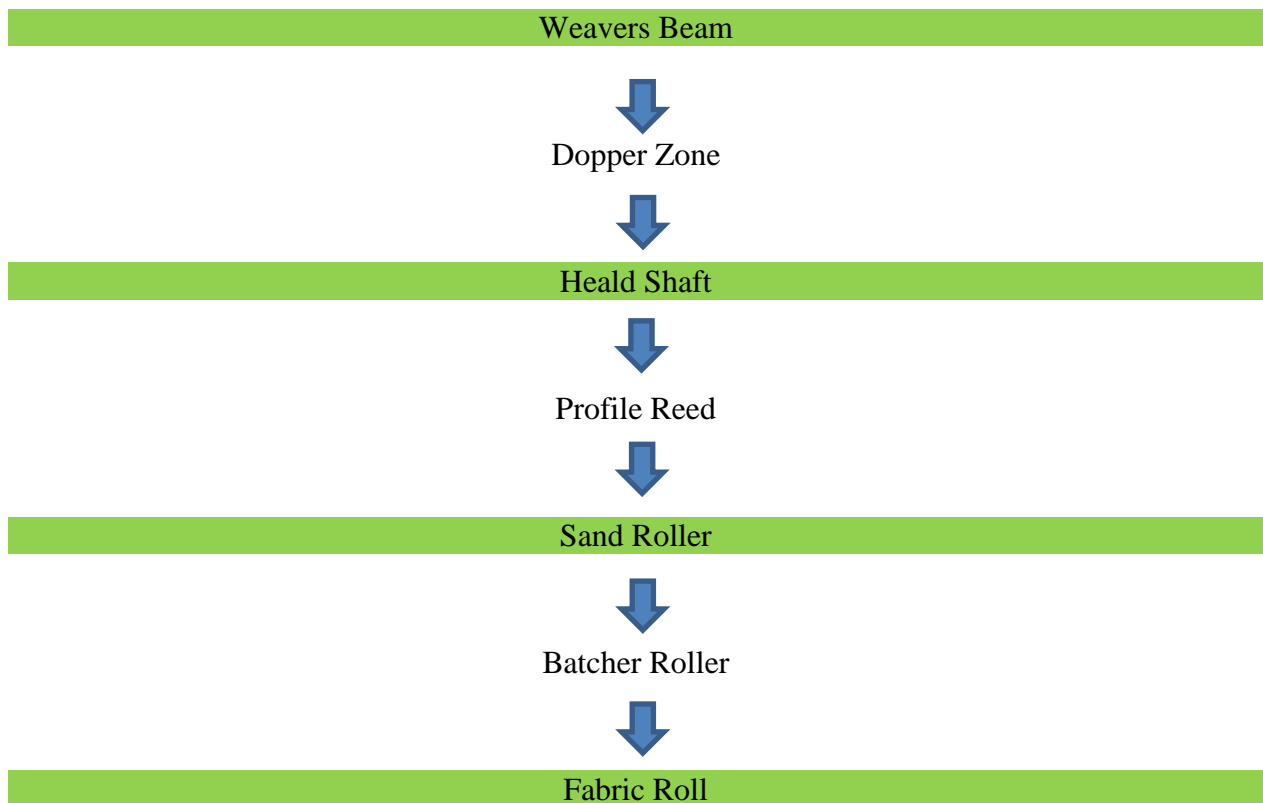 Weavers Beam
Dopper Zone
Heald Shaft
Profile Reed
Sand Roller
Batcher Roller
Fabric Roll